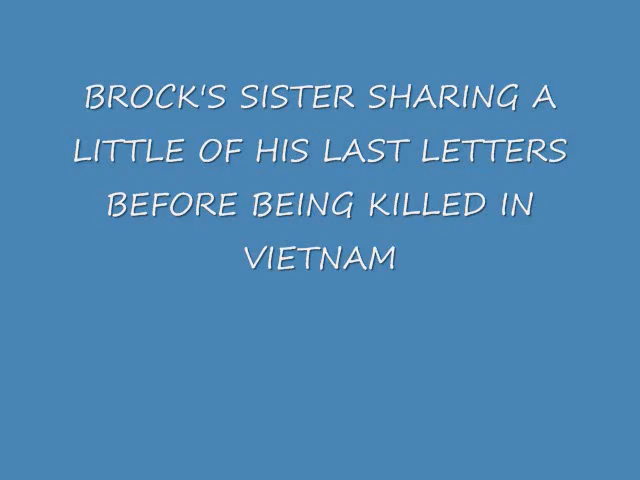 BROCK'S SISTER SHARING A
LITTLE OF HIS LAST LETTERS
BEFORE BEING KILLED IN
VIETNAM